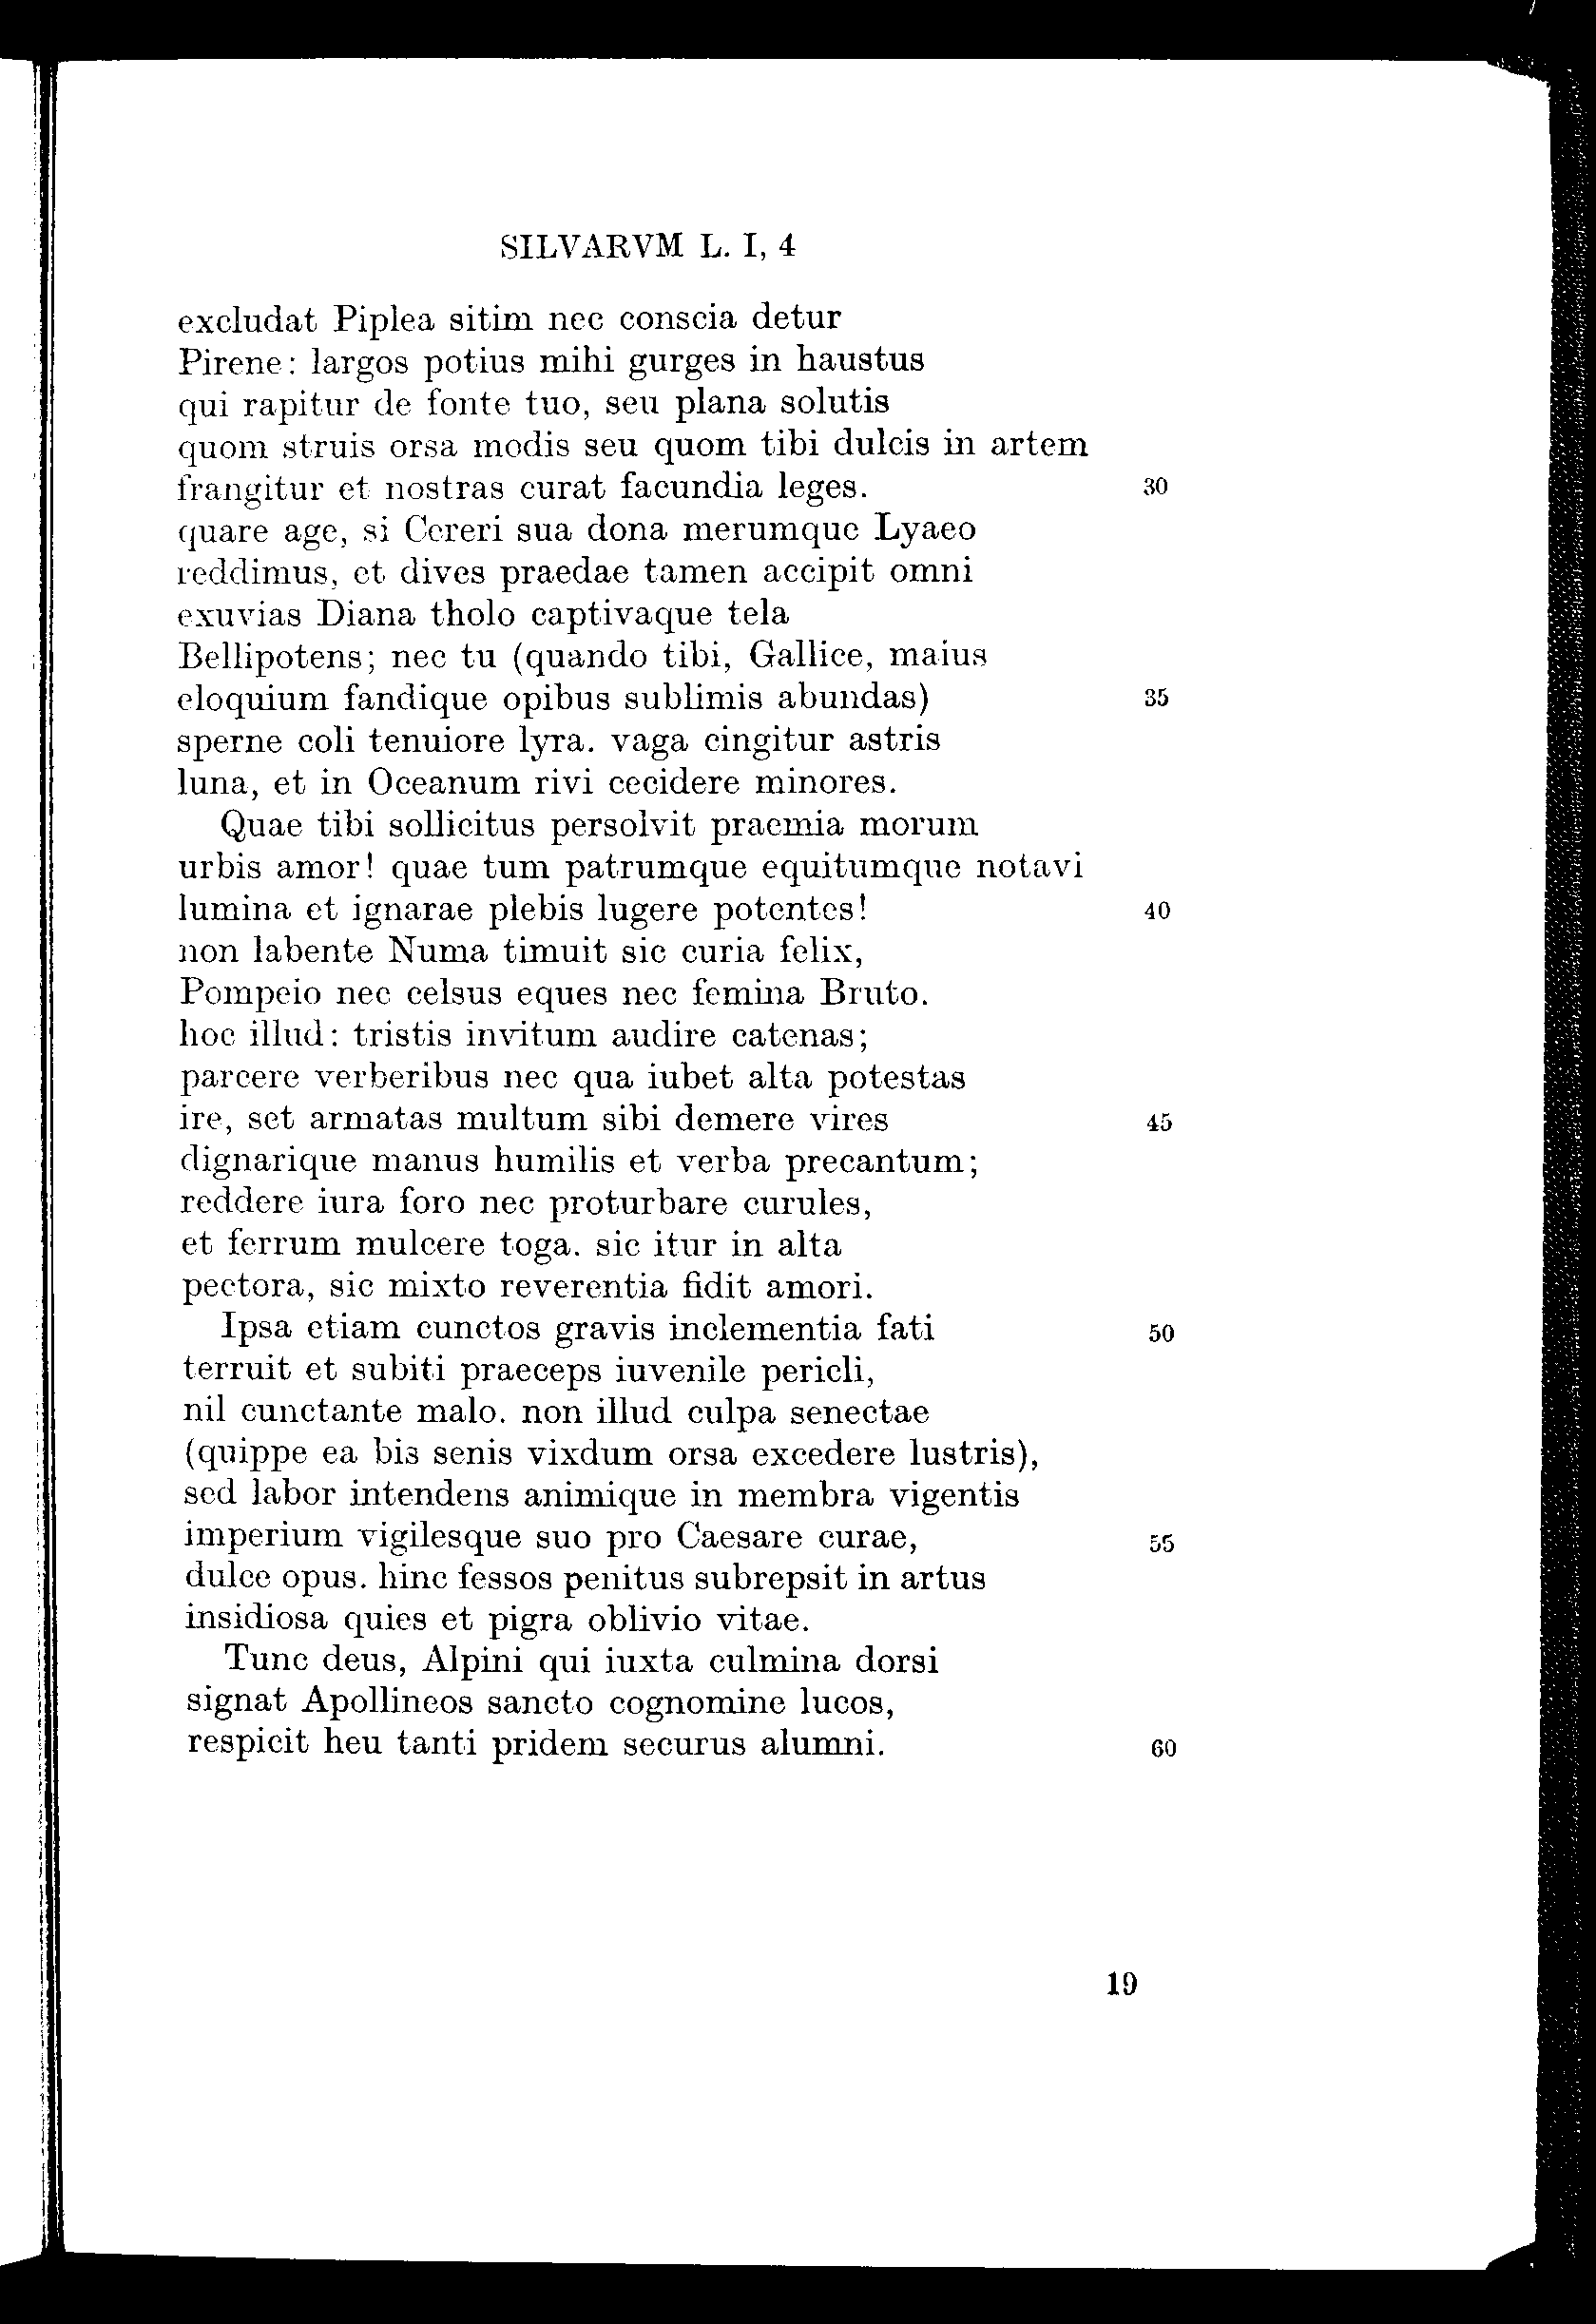 SILVARVM L. I, 4
excludat Piplea sitim nec conscia detur
Pirene: largos potius mihi gurges in haustus
qui rapitur de fonte tuo, seu plana solutis
quom struis orsa modis seu quom tibi dulcis in artem
frangitur et nostras curat facundia leges. 30
quare age, si Cereri sua dona merumque Lyaeo
reddimus, et dives praedae tamen accipit omni
exuvias Diana tholo captivaque tela
Bellipotens; nec tu (quando tibi, Gallice, maius
eloquium fandique opibus sublimis abundas) 35
sperne coli tenuiore lyra. vaga cingitur astris
luna, et in Oceanum rivi cecidere minores.
Quae tibi sollicitus persolvit praemia morum
urbis amor! quae tum patrumque equitumque notavi
lumina et ignarae plebis lugere potentes! 40
non labente Numa timuit sic curia felix,
Pompeio nec celsus eques nec femina Bruto.
hoc illud: tristis invitum audire catenas;
parcere verberibus nec qua iubet alta potestas
ire, set armatas multum sibi demere vires 45
dignarique manus humilis et verba precantum;
reddere iura foro nec proturbare curules,
et ferrum mulcere toga. sic itur in alta
pectora, sic mixto reverentia fidit amori.
Ipsa etiam cunctos gravis inclementia fati 50
terruit et subiti praeceps iuvenile pericli,
nil cunctante malo. non illud culpa senectae
(quippe ea bis senis vixdum orsa excedere lustris),
sed labor intendens animique in membra vigentis
imperium vigilesque suo pro Caesare curae, 55
dulce opus. hinc fessos penitus subrepsit in artus
insidiosa quies et pigra oblivio vitae.
Tunc deus, Alpini qui iuxta culmina dorsi
signat Apollineos sancto cognomine lucos,
respicit heu tanti pridem securus alumni. 60
19